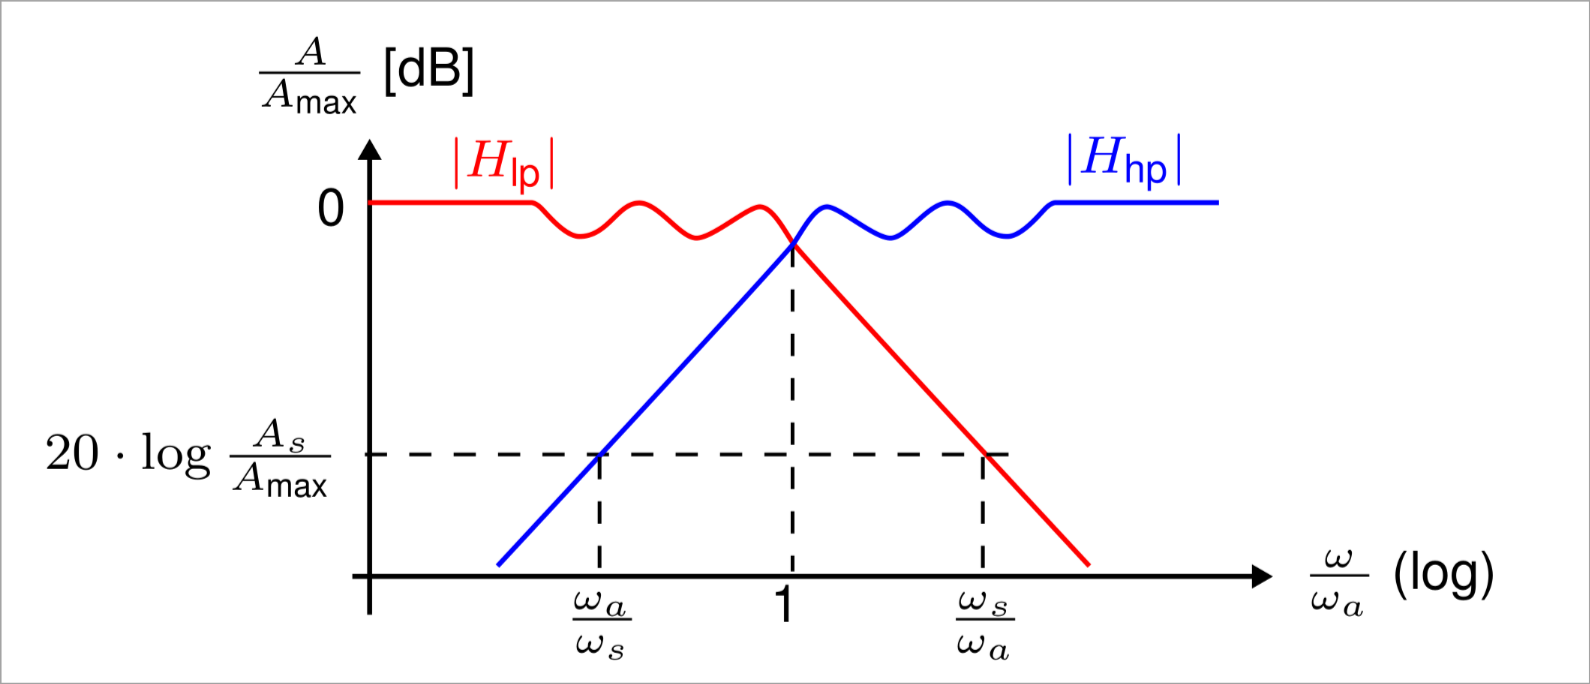 A/A_max [dB]
|H_lp|
|H_hp|
0
20 · log A_s/A_max
ω_a/ω_s
1
ω_s/ω_a
ω/ω_a (log)